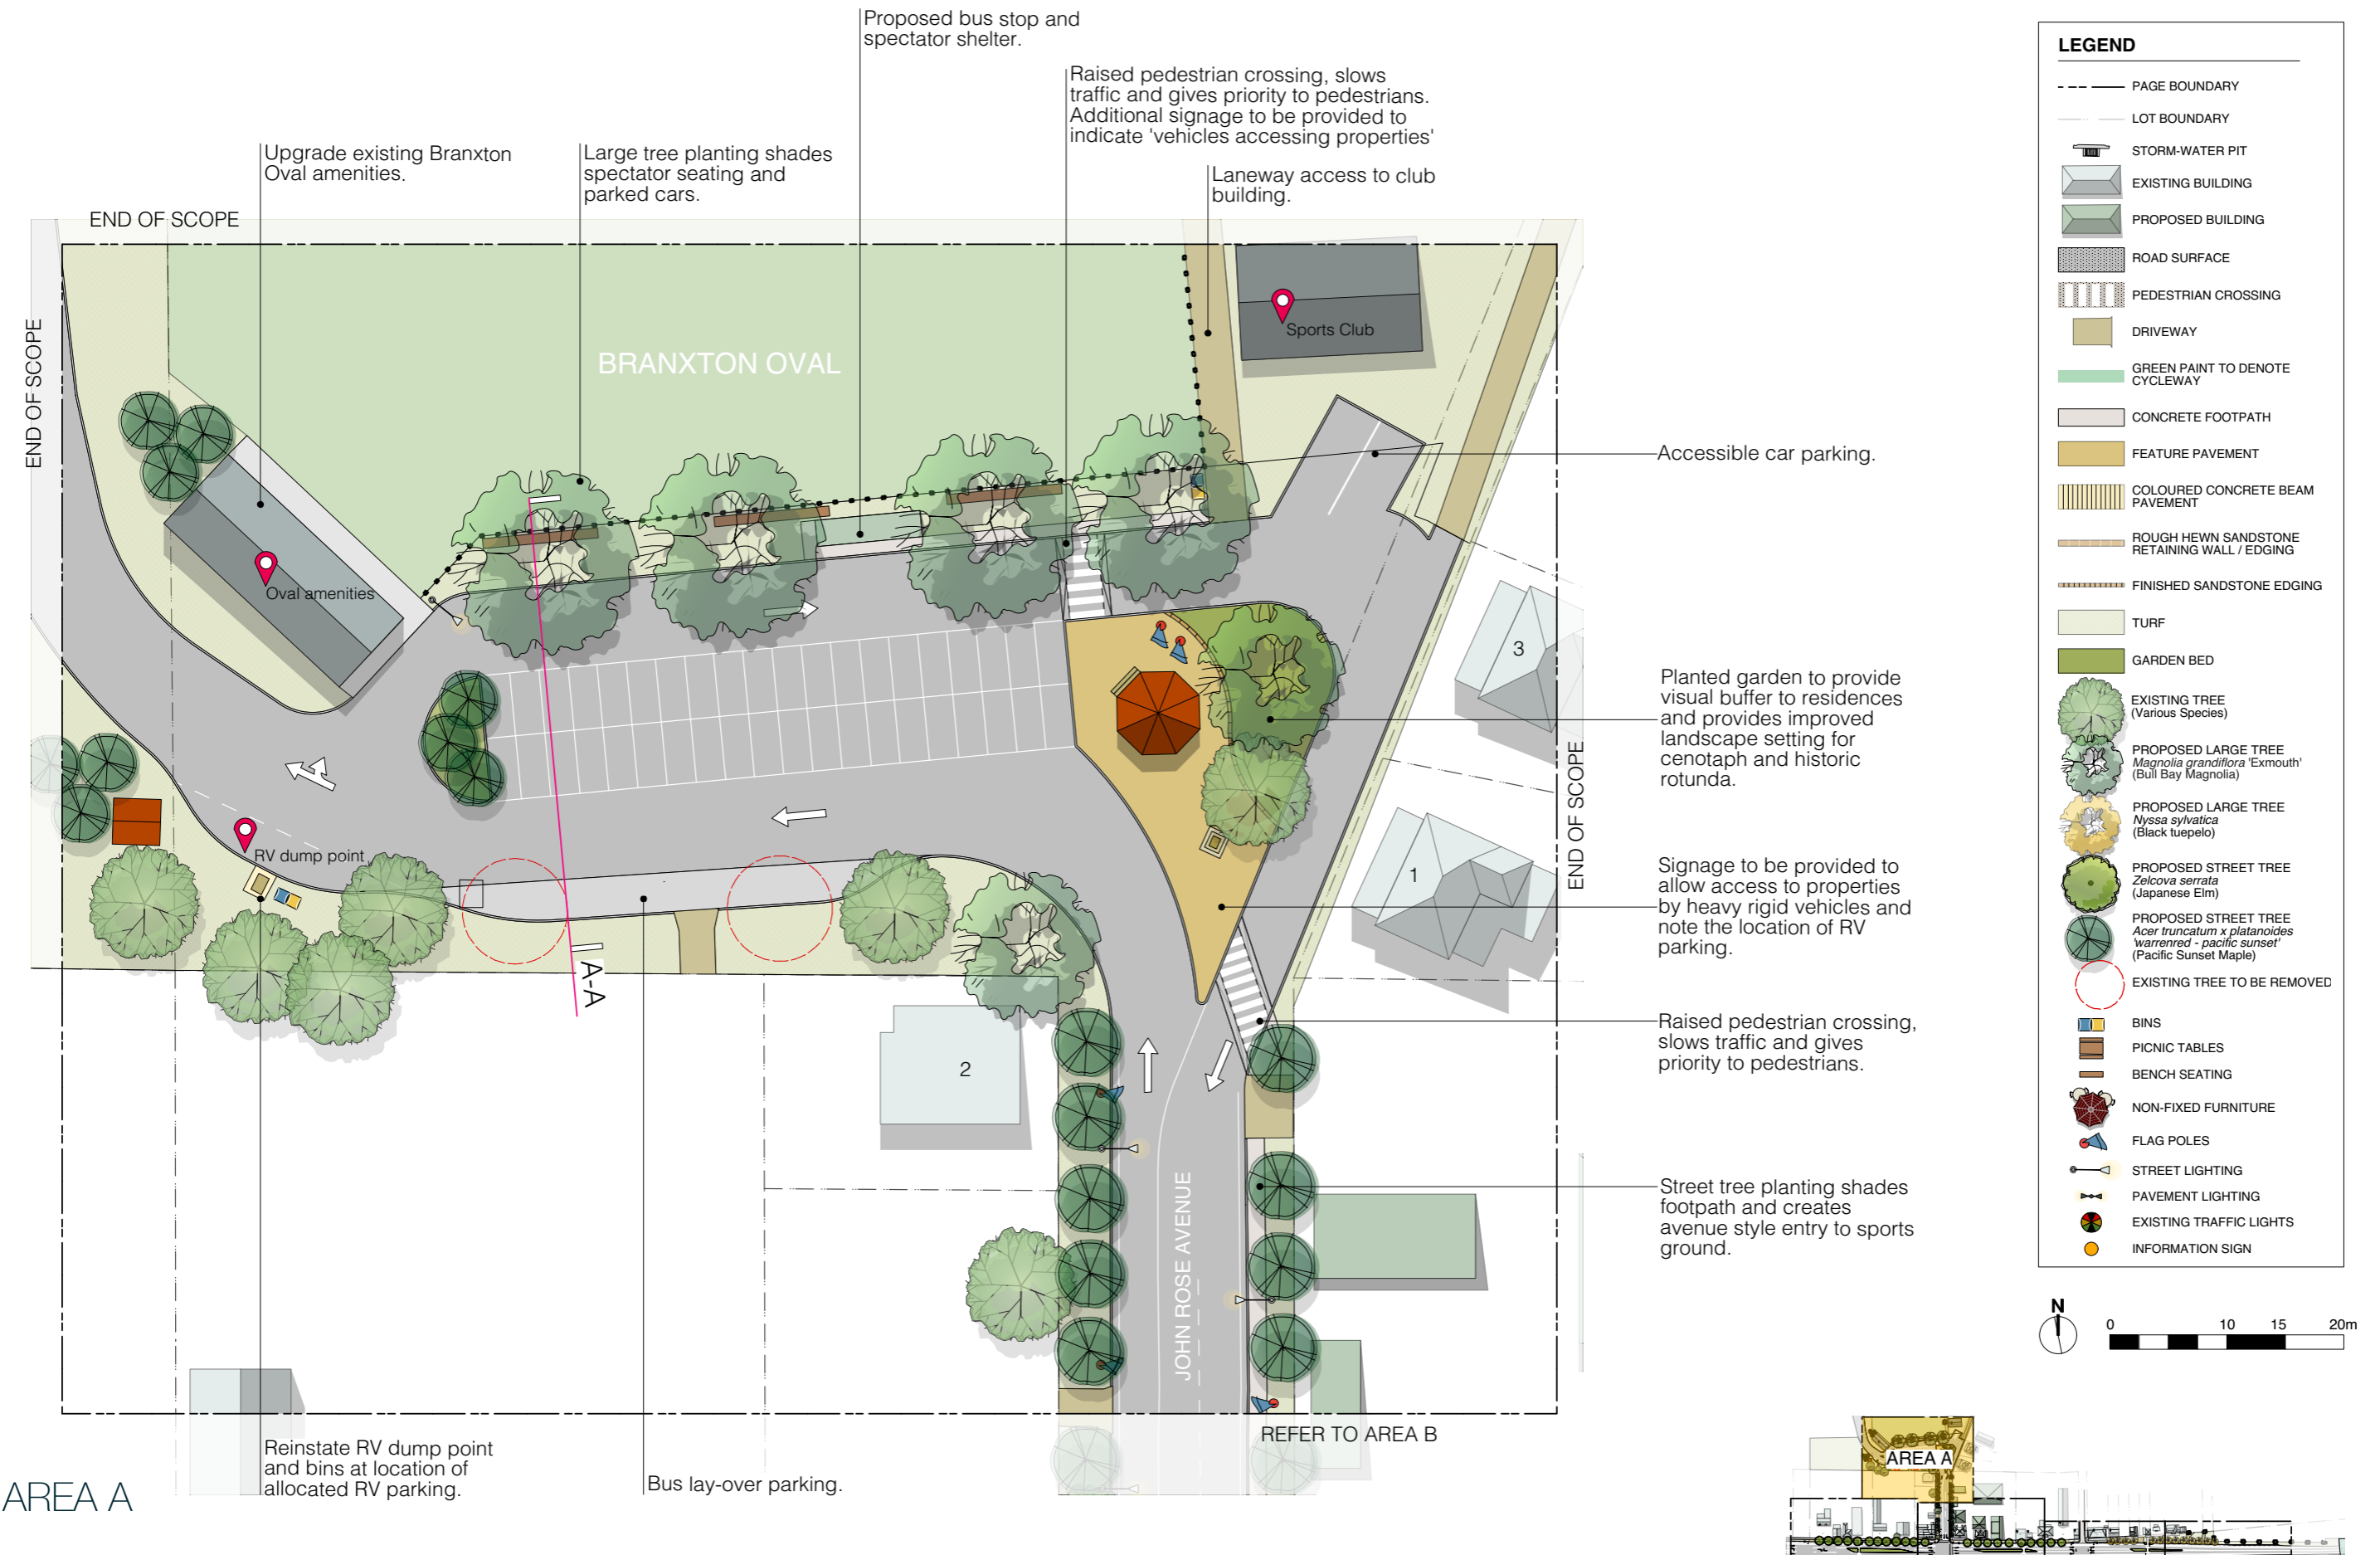 Proposed bus stop and
spectator shelter.
Raised pedestrian crossing, slows
traffic and gives priority to pedestrians.
Additional signage to be provided to
indicate 'vehicles accessing properties'
Upgrade existing Branxton
Oval amenities.
Large tree planting shades
spectator seating and
parked cars.
Laneway access to club
building.
END OF SCOPE
END OF SCOPE
BRANXTON OVAL
Sports Club
Accessible car parking.
Oval amenities
3
Planted garden to provide
visual buffer to residences
and provides improved
landscape setting for
cenotaph and historic
rotunda.
END OF SCOPE
RV dump point
1
Signage to be provided to
allow access to properties
by heavy rigid vehicles and
note the location of RV
parking.
A-A
2
Raised pedestrian crossing,
slows traffic and gives
priority to pedestrians.
JOHN ROSE AVENUE
Street tree planting shades
footpath and creates
avenue style entry to sports
ground.
REFER TO AREA B
Reinstate RV dump point
and bins at location of
allocated RV parking.
Bus lay-over parking.
AREA A
LEGEND
PAGE BOUNDARY
LOT BOUNDARY
STORM-WATER PIT
EXISTING BUILDING
PROPOSED BUILDING
ROAD SURFACE
PEDESTRIAN CROSSING
DRIVEWAY
GREEN PAINT TO DENOTE
CYCLEWAY
CONCRETE FOOTPATH
FEATURE PAVEMENT
COLOURED CONCRETE BEAM
PAVEMENT
ROUGH HEWN SANDSTONE
RETAINING WALL / EDGING
FINISHED SANDSTONE EDGING
TURF
GARDEN BED
EXISTING TREE
(Various Species)
PROPOSED LARGE TREE
Magnolia grandiflora 'Exmouth'
(Bull Bay Magnolia)
PROPOSED LARGE TREE
Nyssa sylvatica
(Black tuepelo)
PROPOSED STREET TREE
Zelcova serrata
(Japanese Elm)
PROPOSED STREET TREE
Acer truncatum x platanoides
'warrenred - pacific sunset'
(Pacific Sunset Maple)
EXISTING TREE TO BE REMOVED
BINS
PICNIC TABLES
BENCH SEATING
NON-FIXED FURNITURE
FLAG POLES
STREET LIGHTING
PAVEMENT LIGHTING
EXISTING TRAFFIC LIGHTS
INFORMATION SIGN
N
0 10 15 20m
AREA A